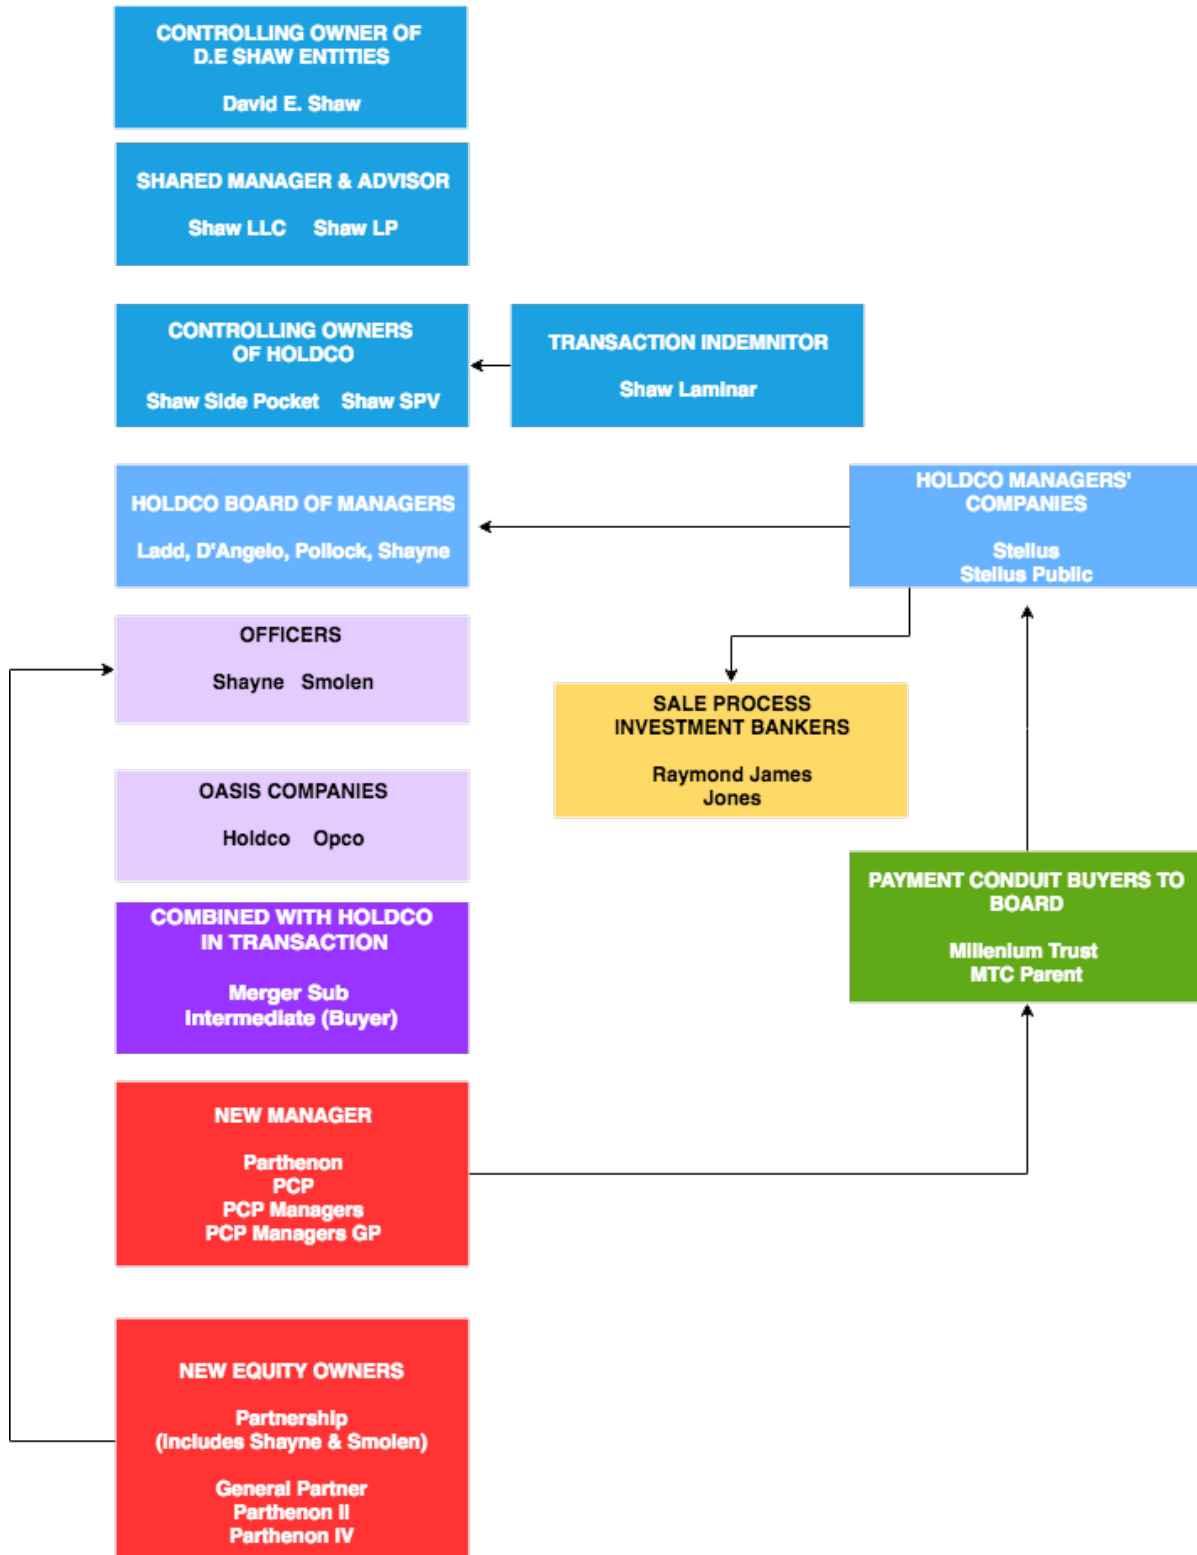 CONTROLLING OWNER OF
D.E SHAW ENTITIES
David E. Shaw
SHARED MANAGER & ADVISOR
Shaw LLC Shaw LP
CONTROLLING OWNERS
OF HOLDCO
Shaw Side Pocket Shaw SPV
TRANSACTION INDEMNITOR
Shaw Laminar
HOLDCO BOARD OF MANAGERS
Ladd, D'Angelo, Pollock, Shayne
HOLDCO MANAGERS'
COMPANIES
Stellus
Stellus Public
OFFICERS
Shayne Smolen
SALE PROCESS
INVESTMENT BANKERS
Raymond James
Jones
OASIS COMPANIES
Holdco Opco
PAYMENT CONDUIT BUYERS TO
BOARD
Millenium Trust
MTC Parent
COMBINED WITH HOLDCO
IN TRANSACTION
Merger Sub
Intermediate (Buyer)
NEW MANAGER
Parthenon
PCP
PCP Managers
PCP Managers GP
NEW EQUITY OWNERS
Partnership
(Includes Shayne & Smolen)
General Partner
Parthenon II
Parthenon IV